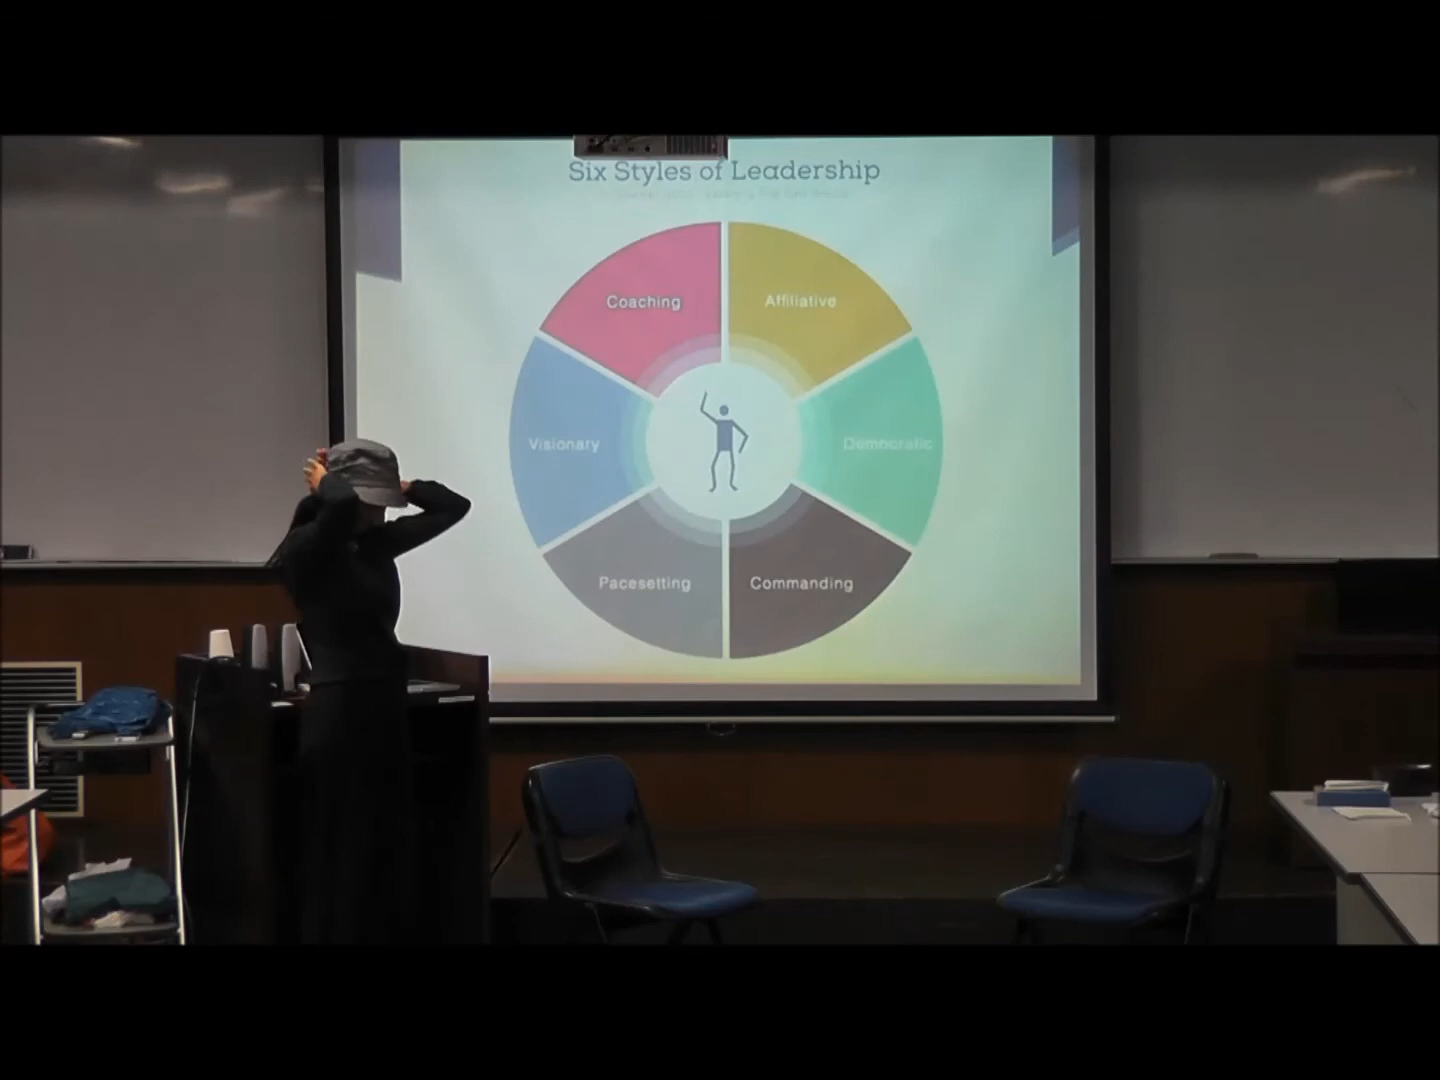 Six Styles of Leadership
Coaching
Affiliative
Visionary
Democratic
Pacesetting
Commanding